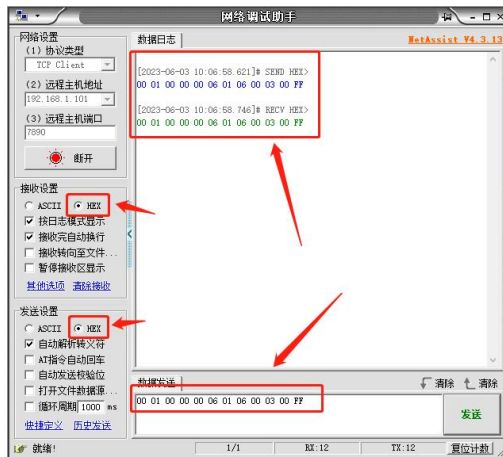 网络调试助手
网络设置
(1) 协议类型
TCP Client
(2) 远程主机地址
192.168.1.101
(3) 远程主机端口
7890
断开
接收设置
ASCII HEX
按日志模式显示
接收完自动换行
接收转向至文件...
暂停接收区显示
其他选项 清除接收
发送设置
ASCII HEX
自动解析转义符
AT指令自动回车
自动发送校验位
打开文件数据源...
循环周期 1000 ms
快捷定义 历史发送
数据日志
NetAssist V4.3.13
[2023-06-03 10:06:58.621]# SEND HEX>
00 01 00 00 00 06 01 06 00 03 00 FF
[2023-06-03 10:06:58.746]# RECV HEX>
00 01 00 00 00 06 01 06 00 03 00 FF
数据发送
清除 清除
00 01 00 00 00 06 01 06 00 03 00 FF
发送
就绪! 1/1 RX:12 TX:12 复位计数